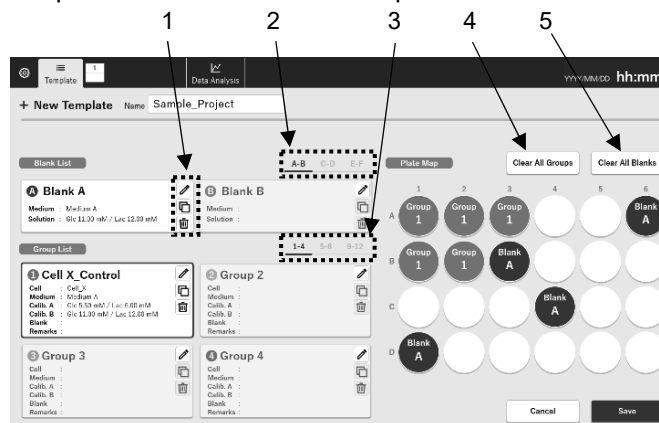 1 2 3 4 5
Template 1 Data Analysis YYYY/MM/DD hh:mm
+ New Template Name Sample_Project
Blank List A-B C-D E-F Plate Map Clear All Groups Clear All Blanks
A Blank A B Blank B
Medium : Medium A Medium :
Solution : Glc 11.00 mM / Lac 12.00 mM Solution :
Group List 1-4 5-8 9-12
1 Cell X_Control 2 Group 2
Cell : Cell_X Cell :
Medium : Medium A Medium :
Calib. A : Glc 5.50 mM / Lac 6.00 mM Calib. A :
Calib. B : Glc 11.00 mM / Lac 12.00 mM Calib. B :
Blank : Blank :
Remarks : Remarks :
3 Group 3 4 Group 4
Cell : Cell :
Medium : Medium :
Calib. A : Calib. A :
Calib. B : Calib. B :
Blank : Blank :
Remarks : Remarks :
1 2 3 4 5 6
A Group 1 Group 1 Group 1 Blank A
B Group 1 Group 1 Blank A
C Blank A
D Blank A
Cancel Save